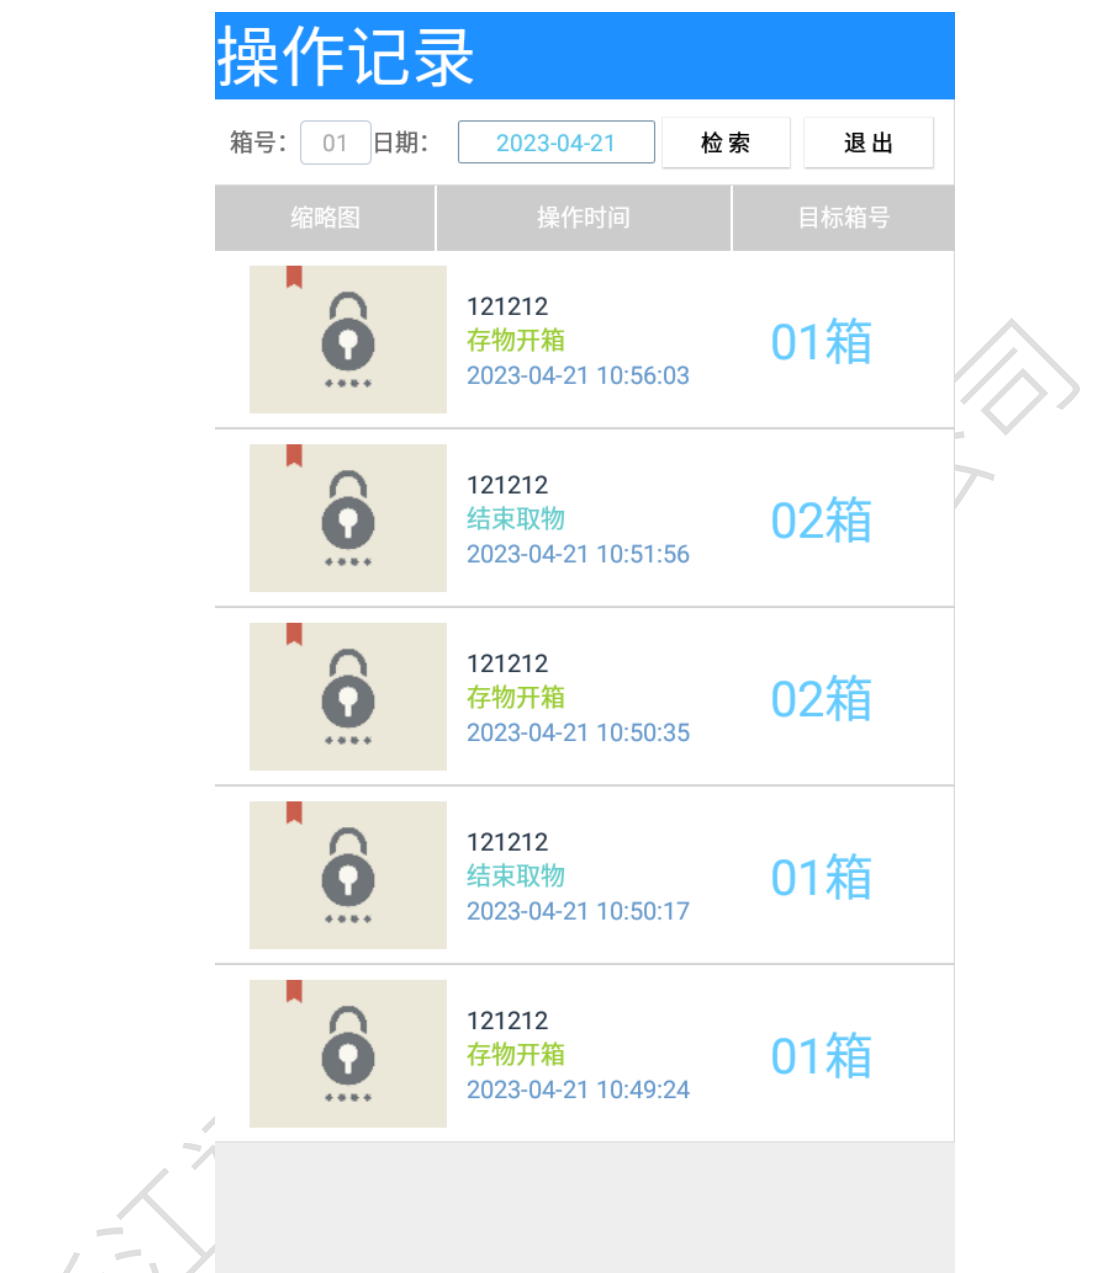 操作记录
箱号： 01 日期： 2023-04-21 检 索 退 出
缩略图 操作时间 目标箱号
121212
存物开箱
2023-04-21 10:56:03
01箱
121212
结束取物
2023-04-21 10:51:56
02箱
121212
存物开箱
2023-04-21 10:50:35
02箱
121212
结束取物
2023-04-21 10:50:17
01箱
121212
存物开箱
2023-04-21 10:49:24
01箱